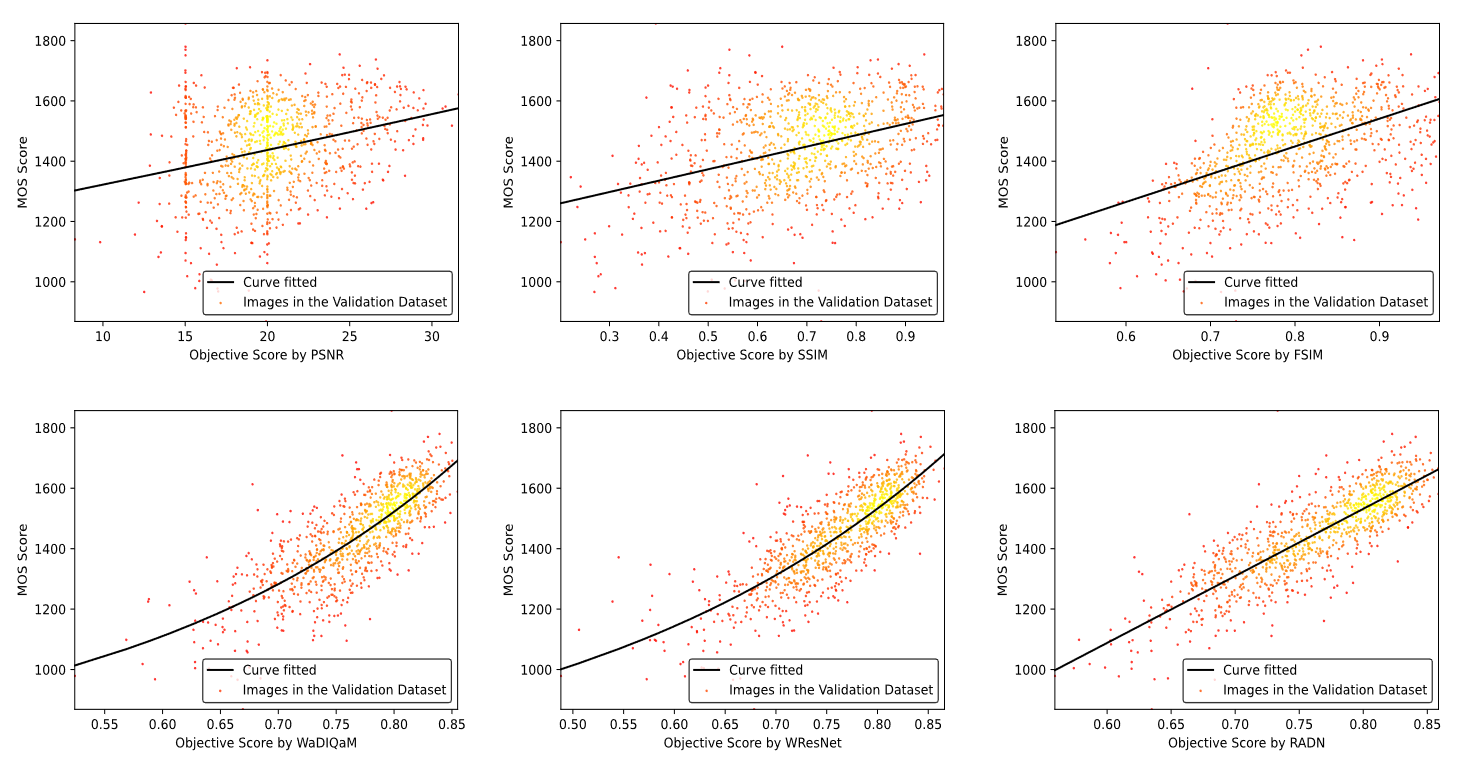 1800
1600
1400
1200
1000
MOS Score
Curve fitted
Images in the Validation Dataset
10 15 20 25 30
Objective Score by PSNR
1800
1600
1400
1200
1000
MOS Score
Curve fitted
Images in the Validation Dataset
0.3 0.4 0.5 0.6 0.7 0.8 0.9
Objective Score by SSIM
1800
1600
1400
1200
1000
MOS Score
Curve fitted
Images in the Validation Dataset
0.6 0.7 0.8 0.9
Objective Score by FSIM
1800
1600
1400
1200
1000
MOS Score
Curve fitted
Images in the Validation Dataset
0.55 0.60 0.65 0.70 0.75 0.80 0.85
Objective Score by WaDIQaM
1800
1600
1400
1200
1000
MOS Score
Curve fitted
Images in the Validation Dataset
0.50 0.55 0.60 0.65 0.70 0.75 0.80 0.85
Objective Score by WResNet
1800
1600
1400
1200
1000
MOS Score
Curve fitted
Images in the Validation Dataset
0.60 0.65 0.70 0.75 0.80 0.85
Objective Score by RADN